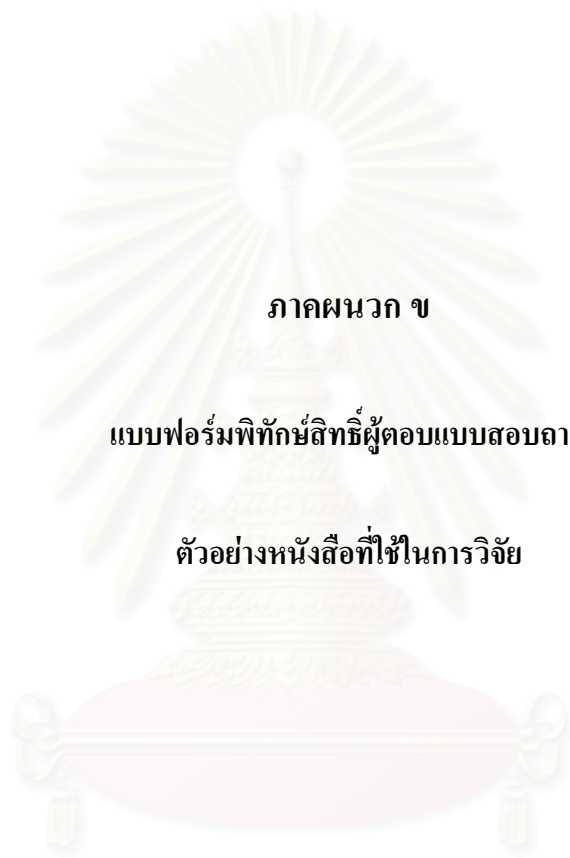 ภาคผนวก ข
แบบฟอร์มพิทักษ์สิทธิ์ผู้ตอบแบบสอบถา
ตัวอย่างหนังสือที่ใช้ในการวิจัย